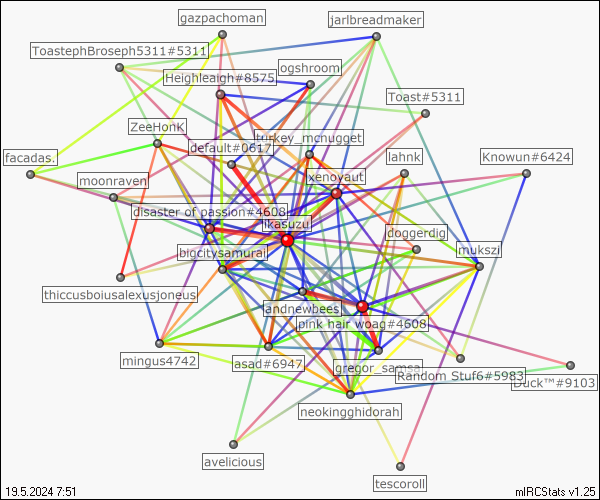 gazpachoman
jarlbreadmaker
ToastephBroseph5311#5311
ogshroom
Heighleagh#8575
Toast#5311
ZeeHonK
turkey_mcnugget
default#0617
facadas.
lahnk
Knowun#6424
xenoyaut
moonraven
disaster of passion#4608
ikasuzu
doggerdig
bigcitysamurai
mukszi
thiccusboiusalexusjoneus
andnewbees
pink hair woag#4608
mingus4742
asad#6947
gregor_samsa
Random Stuf6#5983
Duck™#9103
neokingghidorah
avelicious
tescoroll
19.5.2024 7:51
mIRCStats v1.25